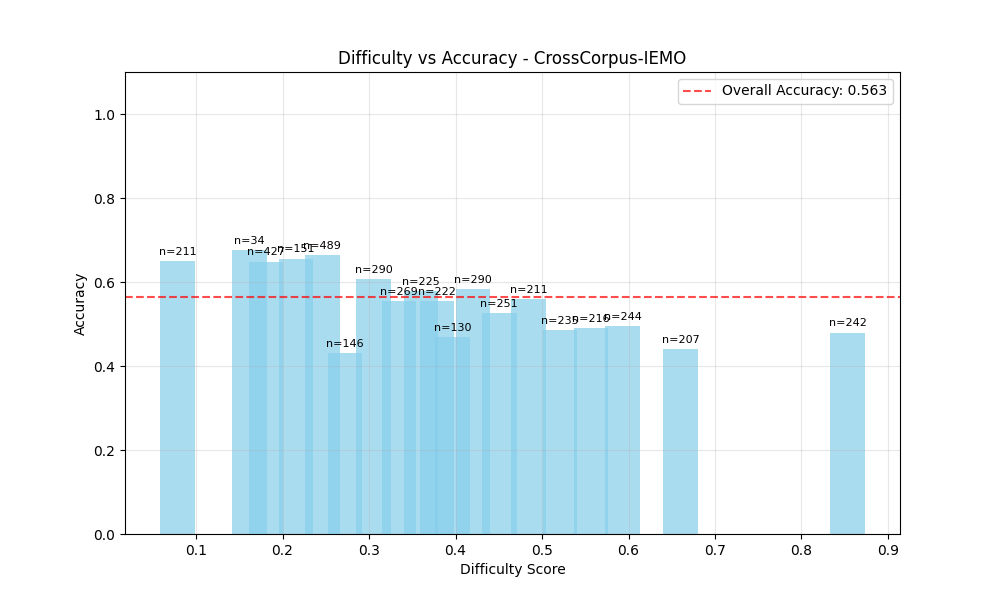 Difficulty vs Accuracy - CrossCorpus-IEMO
Overall Accuracy: 0.563
Accuracy
1.0
0.8
0.6
0.4
0.2
0.0
n=211
n=34
n=427
n=151
n=489
n=146
n=290
n=269
n=225
n=222
n=130
n=290
n=251
n=211
n=235
n=216
n=244
n=207
n=242
0.1 0.2 0.3 0.4 0.5 0.6 0.7 0.8 0.9
Difficulty Score